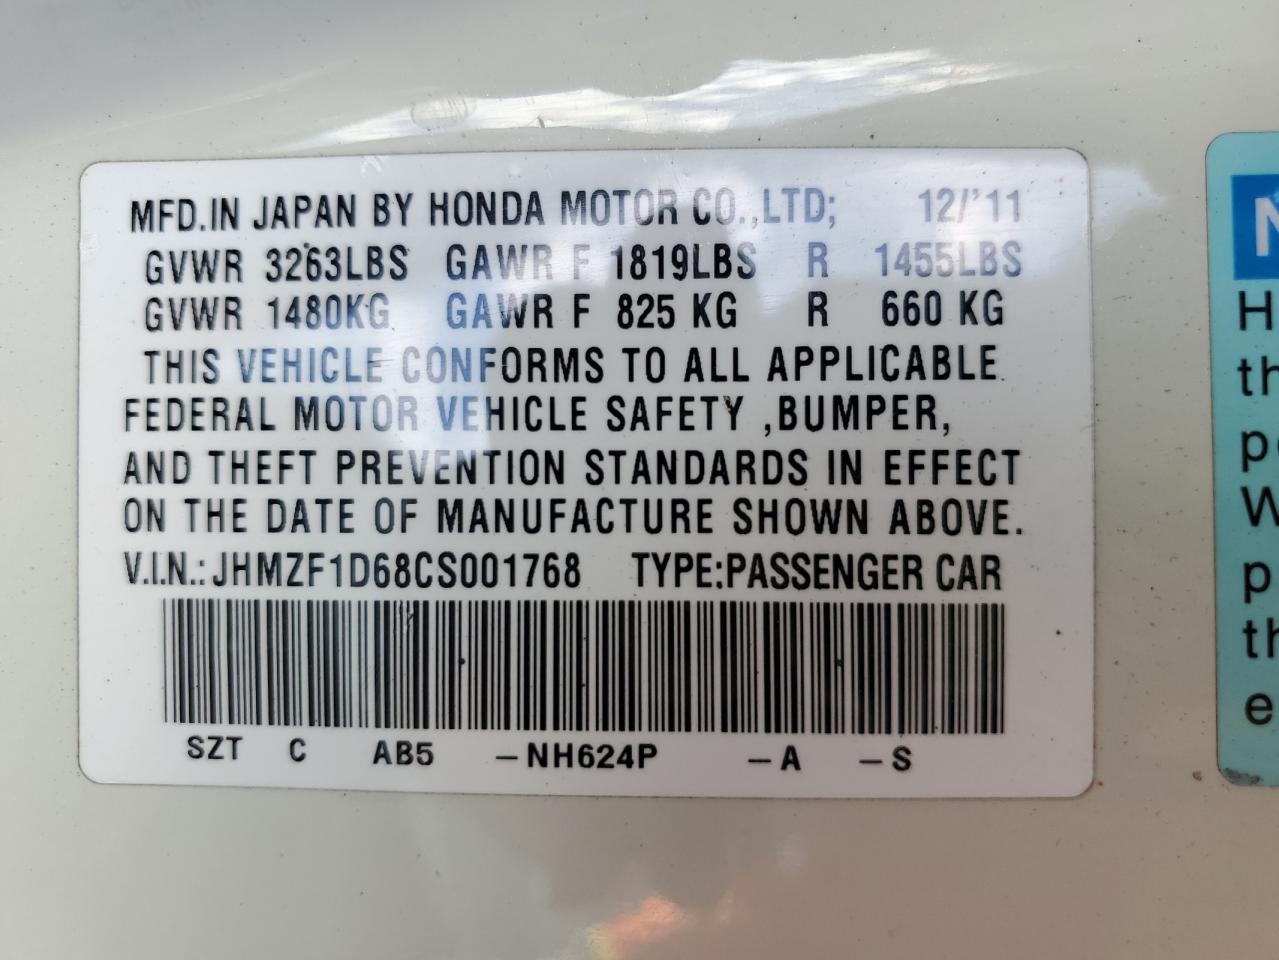 MFD.IN JAPAN BY HONDA MOTOR CO.,LTD; 12/'11
GVWR 3263LBS GAWR F 1819LBS R 1455LBS
GVWR 1480KG GAWR F 825 KG R 660 KG
THIS VEHICLE CONFORMS TO ALL APPLICABLE
FEDERAL MOTOR VEHICLE SAFETY ,BUMPER,
AND THEFT PREVENTION STANDARDS IN EFFECT
ON THE DATE OF MANUFACTURE SHOWN ABOVE.
V.I.N.: JHMZF1D68CS001768 TYPE:PASSENGER CAR
SZT C AB5 -NH624P -A -S